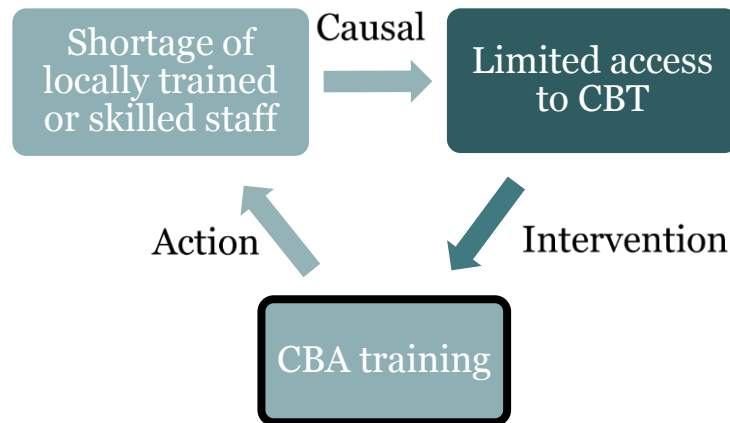 Shortage of
locally trained
or skilled staff
Causal
Limited access
to CBT
Action
Intervention
CBA training